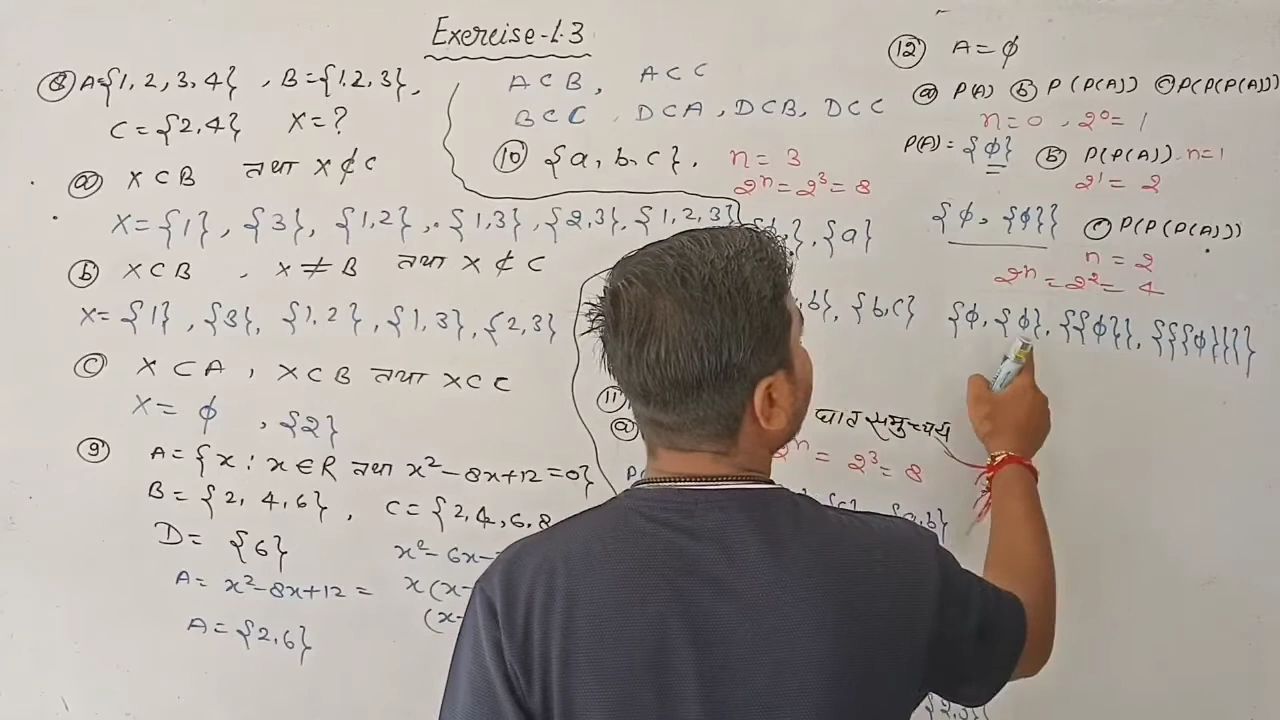 Exercise-1.3
⑧ A={1, 2, 3, 4} , B={1,2,3},
C={2,4} X=?
ⓐ X⊂B तथा X⊄C
X={1}, {3}, {1,2}, {1,3}, {2,3}, {1,2,3}
ⓑ X⊂B , X≠B तथा X⊄C
X={1}, {3}, {1,2}, {1,3}, {2,3}
ⓒ X⊂A, X⊂B तथा X⊂C
X= ϕ , {2}
⑨ A={x : x∈R तथा x²-8x+12=0}
B={2, 4, 6} , C={2,4,6,8
D= {6}
A= x²-8x+12 =
x²-6x-
x(x-
(x-
A={2,6}
A⊂B, A⊂C
B⊂C, D⊂A, D⊂B, D⊂C
⑩ {a,b,c}. n=3
2ⁿ=2³=8
}, {a}
,b}, {b,c}
⑪
ⓐ
घात समुच्चय
2ⁿ = 2³= 8
{a,b}
⑫ A=ϕ
ⓐ P(A) ⓑ P(P(A)) ⓒ P(P(P(A))
n=0 , 2⁰=1
P(A)= {ϕ} ⓑ P(P(A)) n=1
2¹= 2
{ϕ, {ϕ}} ⓒ P(P(P(A))
n=2
2ⁿ=2²=4
{ϕ, {ϕ}, {{ϕ}}, {{{ϕ}}}}